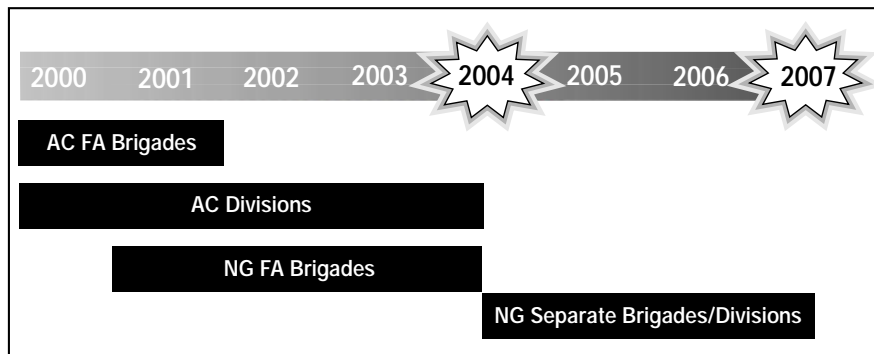 2000 2001 2002 2003 2004 2005 2006 2007
AC FA Brigades
AC Divisions
NG FA Brigades
NG Separate Brigades/Divisions